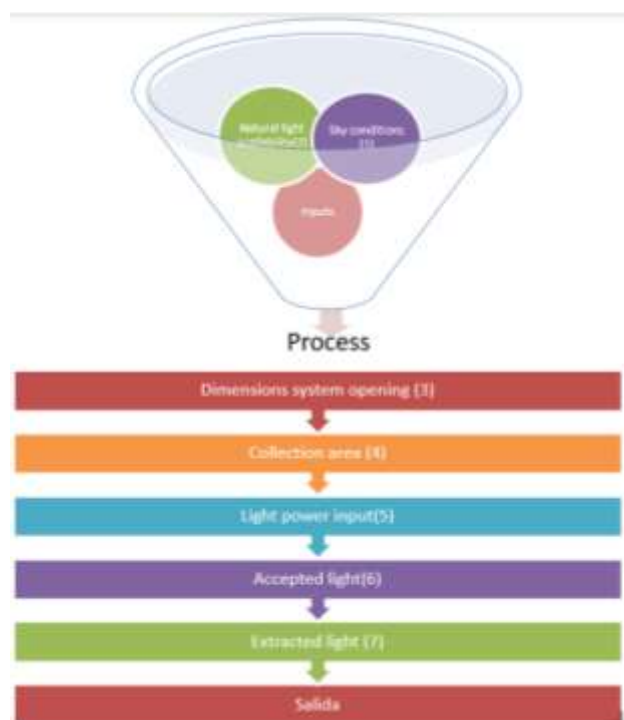 Natural light
Sky conditions
Inputs
Process
Dimensions system opening (3)
Collection area (4)
Light power input(5)
Accepted light(6)
Extracted light (7)
Salida